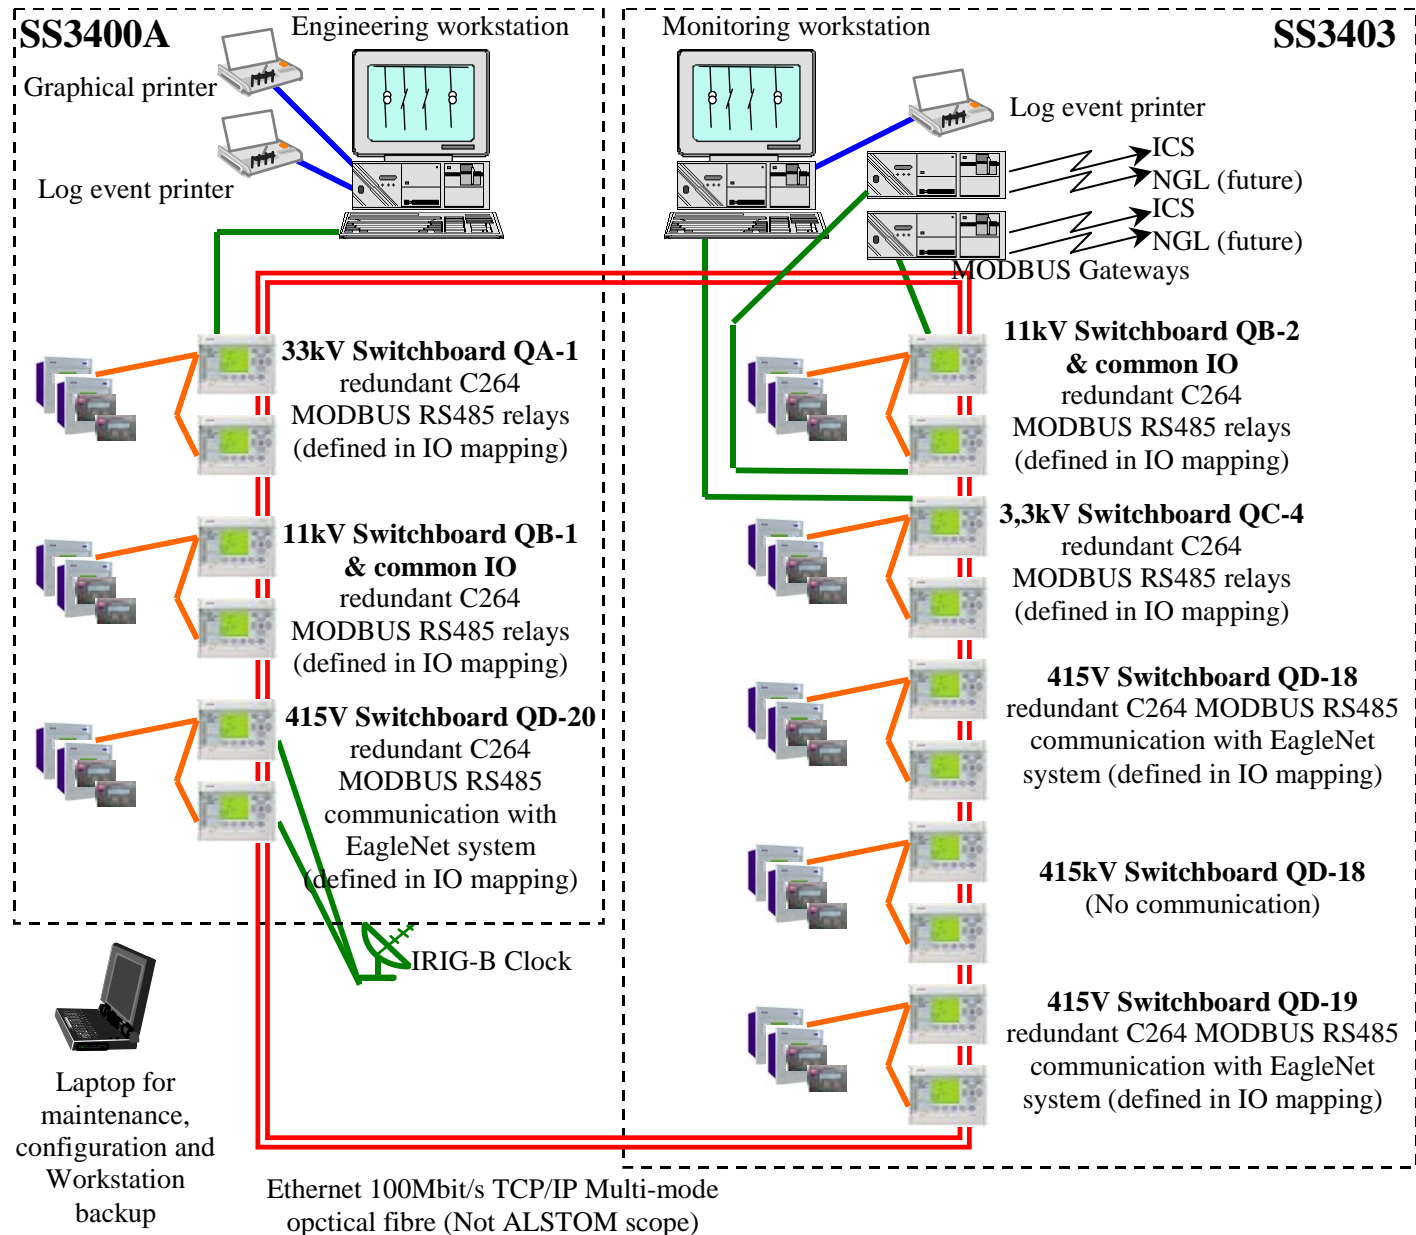 SS3400A
Engineering workstation
Graphical printer
Log event printer
33kV Switchboard QA-1
redundant C264
MODBUS RS485 relays
(defined in IO mapping)
11kV Switchboard QB-1
& common IO
redundant C264
MODBUS RS485 relays
(defined in IO mapping)
415V Switchboard QD-20
redundant C264
MODBUS RS485
communication with
EagleNet system
(defined in IO mapping)
IRIG-B Clock
Laptop for
maintenance,
configuration and
Workstation
backup
Ethernet 100Mbit/s TCP/IP Multi-mode
opctical fibre (Not ALSTOM scope)
Monitoring workstation
SS3403
Log event printer
ICS
NGL (future)
ICS
NGL (future)
MODBUS Gateways
11kV Switchboard QB-2
& common IO
redundant C264
MODBUS RS485 relays
(defined in IO mapping)
3,3kV Switchboard QC-4
redundant C264
MODBUS RS485 relays
(defined in IO mapping)
415V Switchboard QD-18
redundant C264 MODBUS RS485
communication with EagleNet
system (defined in IO mapping)
415kV Switchboard QD-18
(No communication)
415V Switchboard QD-19
redundant C264 MODBUS RS485
communication with EagleNet
system (defined in IO mapping)